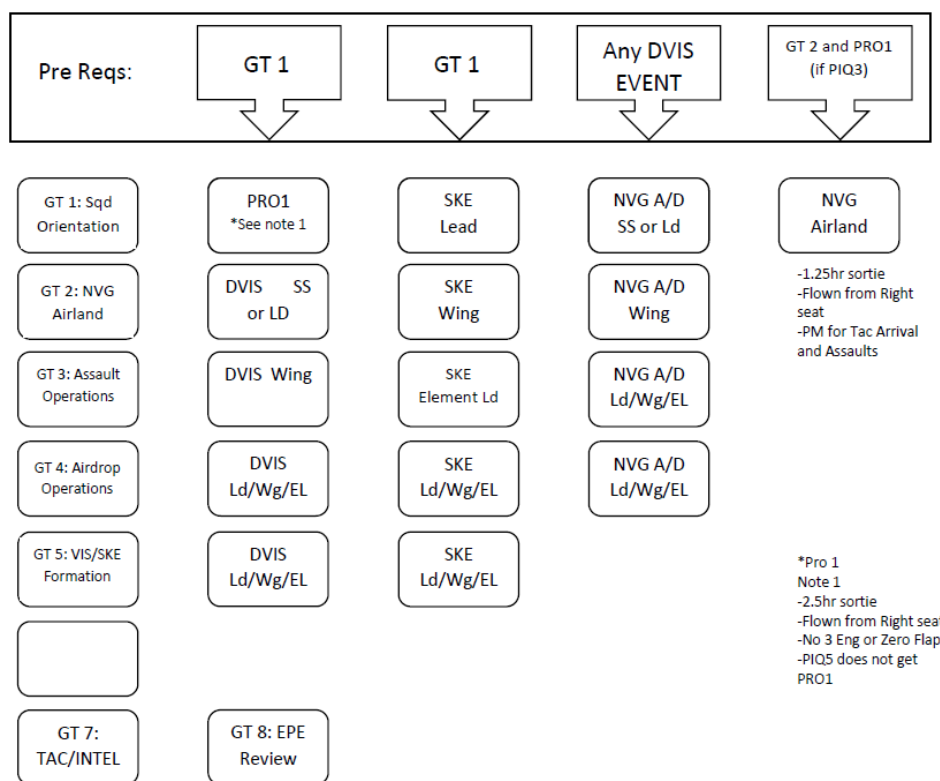 Pre Reqs:
GT 1
GT 1
Any DVIS
EVENT
GT 2 and PRO1
(if PIQ3)
GT 1: Sqd
Orientation
PRO1
*See note 1
SKE
Lead
NVG A/D
SS or Ld
NVG
Airland
GT 2: NVG
Airland
DVIS SS
or LD
SKE
Wing
NVG A/D
Wing
-1.25hr sortie
-Flown from Right
seat
-PM for Tac Arrival
and Assaults
GT 3: Assault
Operations
DVIS Wing
SKE
Element Ld
NVG A/D
Ld/Wg/EL
GT 4: Airdrop
Operations
DVIS
Ld/Wg/EL
SKE
Ld/Wg/EL
NVG A/D
Ld/Wg/EL
GT 5: VIS/SKE
Formation
DVIS
Ld/Wg/EL
SKE
Ld/Wg/EL
*Pro 1
Note 1
-2.5hr sortie
-Flown from Right seat
-No 3 Eng or Zero Flap
-PIQ5 does not get
PRO1
GT 7:
TAC/INTEL
GT 8: EPE
Review